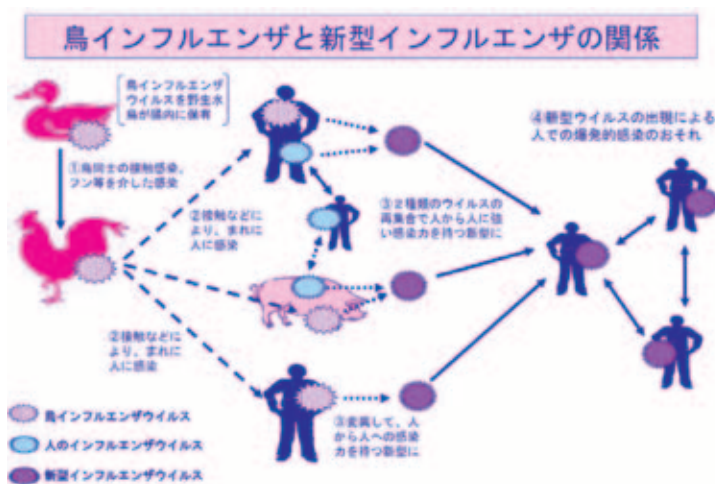 鳥インフルエンザと新型インフルエンザの関係
鳥インフルエンザ
ウイルスを野生水
鳥が腸内に保有
①鳥同士の接触感染、
フン等を介した感染
②接触などに
より、まれに
人に感染
③2種類のウイルスの
再集合で人から人に強
い感染力を持つ新型に
④新型ウイルスの出現による
人での爆発的感染のおそれ
②接触などに
より、まれに
人に感染
③変異して、人
から人への感染
力を持つ新型に
鳥インフルエンザウイルス
人のインフルエンザウイルス
新型インフルエンザウイルス